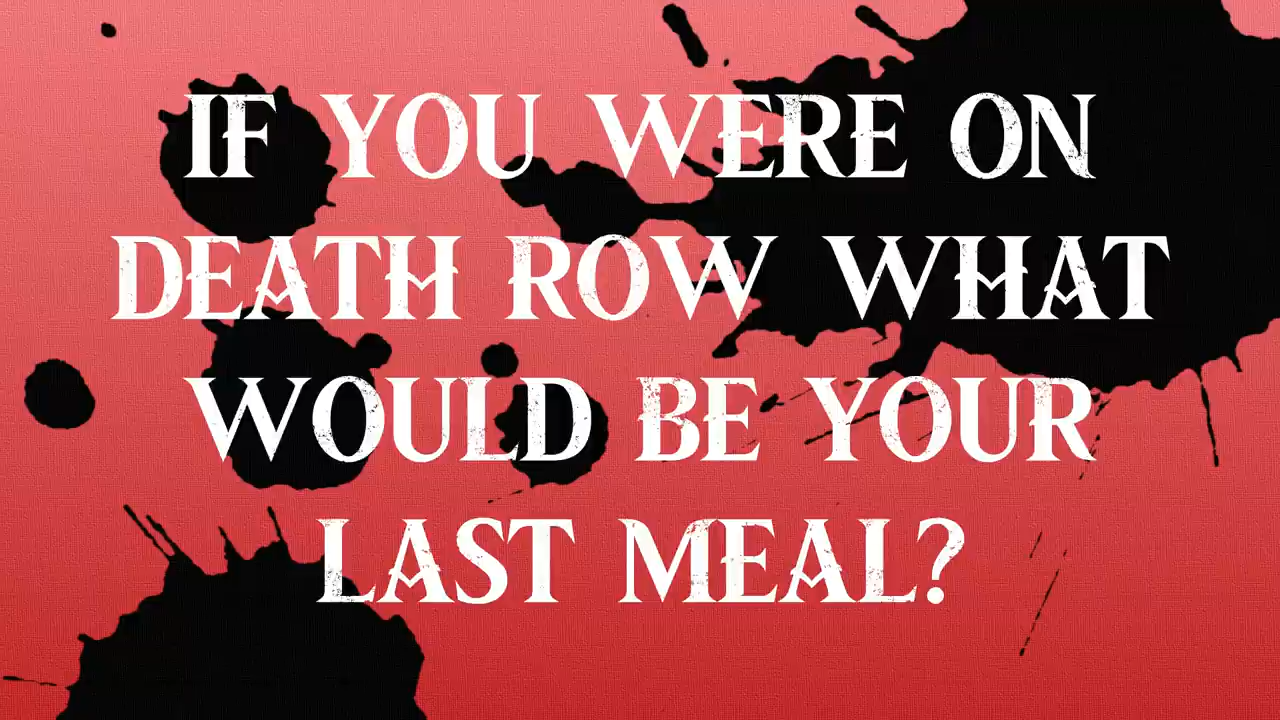 IF YOU WERE ON
DEATH ROW WHAT
WOULD BE YOUR
LAST MEAL?